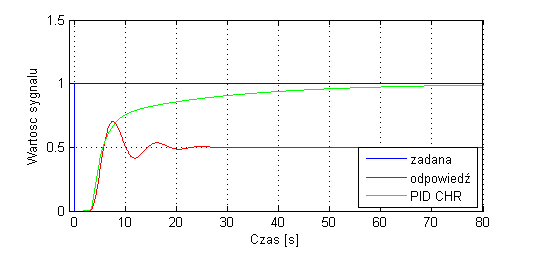 1.5
1
0.5
0
Wartosc sygnalu
zadana
odpowiedź
PID CHR
0 10 20 30 40 50 60 70 80
Czas [s]